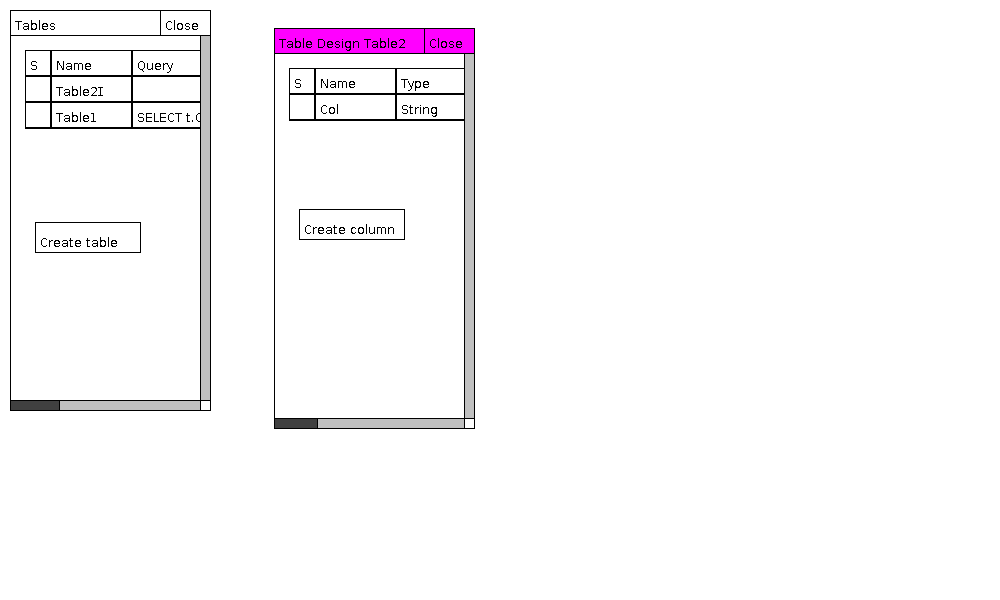 Tables Close
S Name Query
Table2I
Table1 SELECT t.
Create table
Table Design Table2 Close
S Name Type
Col String
Create column